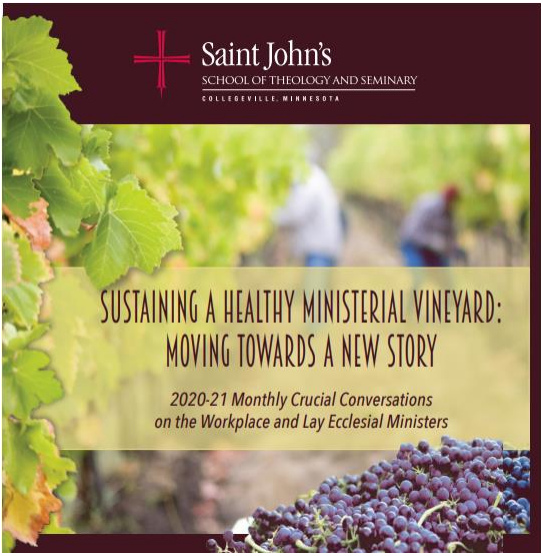 Saint John's
SCHOOL OF THEOLOGY AND SEMINARY
COLLEGEVILLE, MINNESOTA
SUSTAINING A HEALTHY MINISTERIAL VINEYARD:
MOVING TOWARDS A NEW STORY
2020-21 Monthly Crucial Conversations
on the Workplace and Lay Ecclesial Ministers